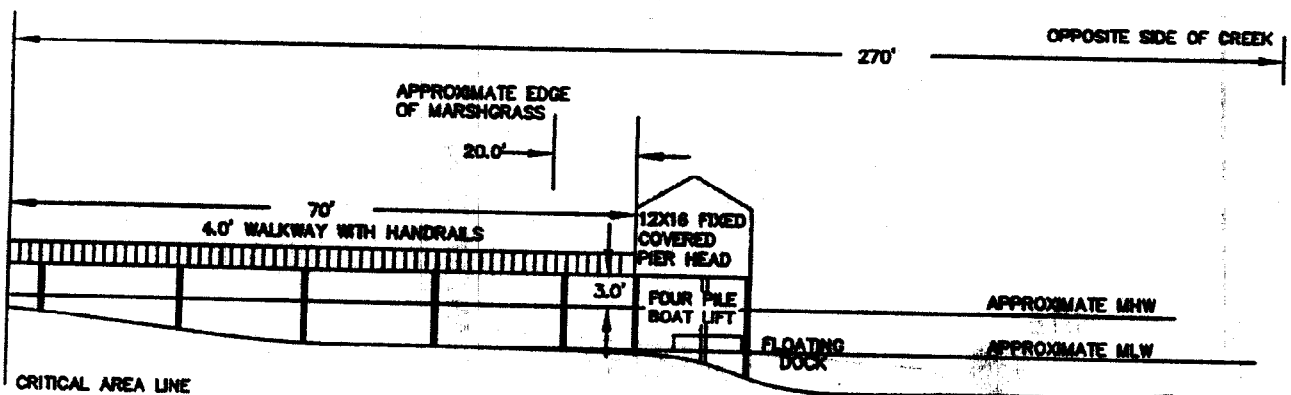 OPPOSITE SIDE OF CREEK
270'
APPROXIMATE EDGE
OF MARSHGRASS
20.0'
70'
4.0' WALKWAY WITH HANDRAILS
12X16 FIXED
COVERED
PIER HEAD
3.0'
FOUR PILE
BOAT LIFT
APPROXIMATE MHW
FLOATING
DOCK
APPROXIMATE MLW
CRITICAL AREA LINE